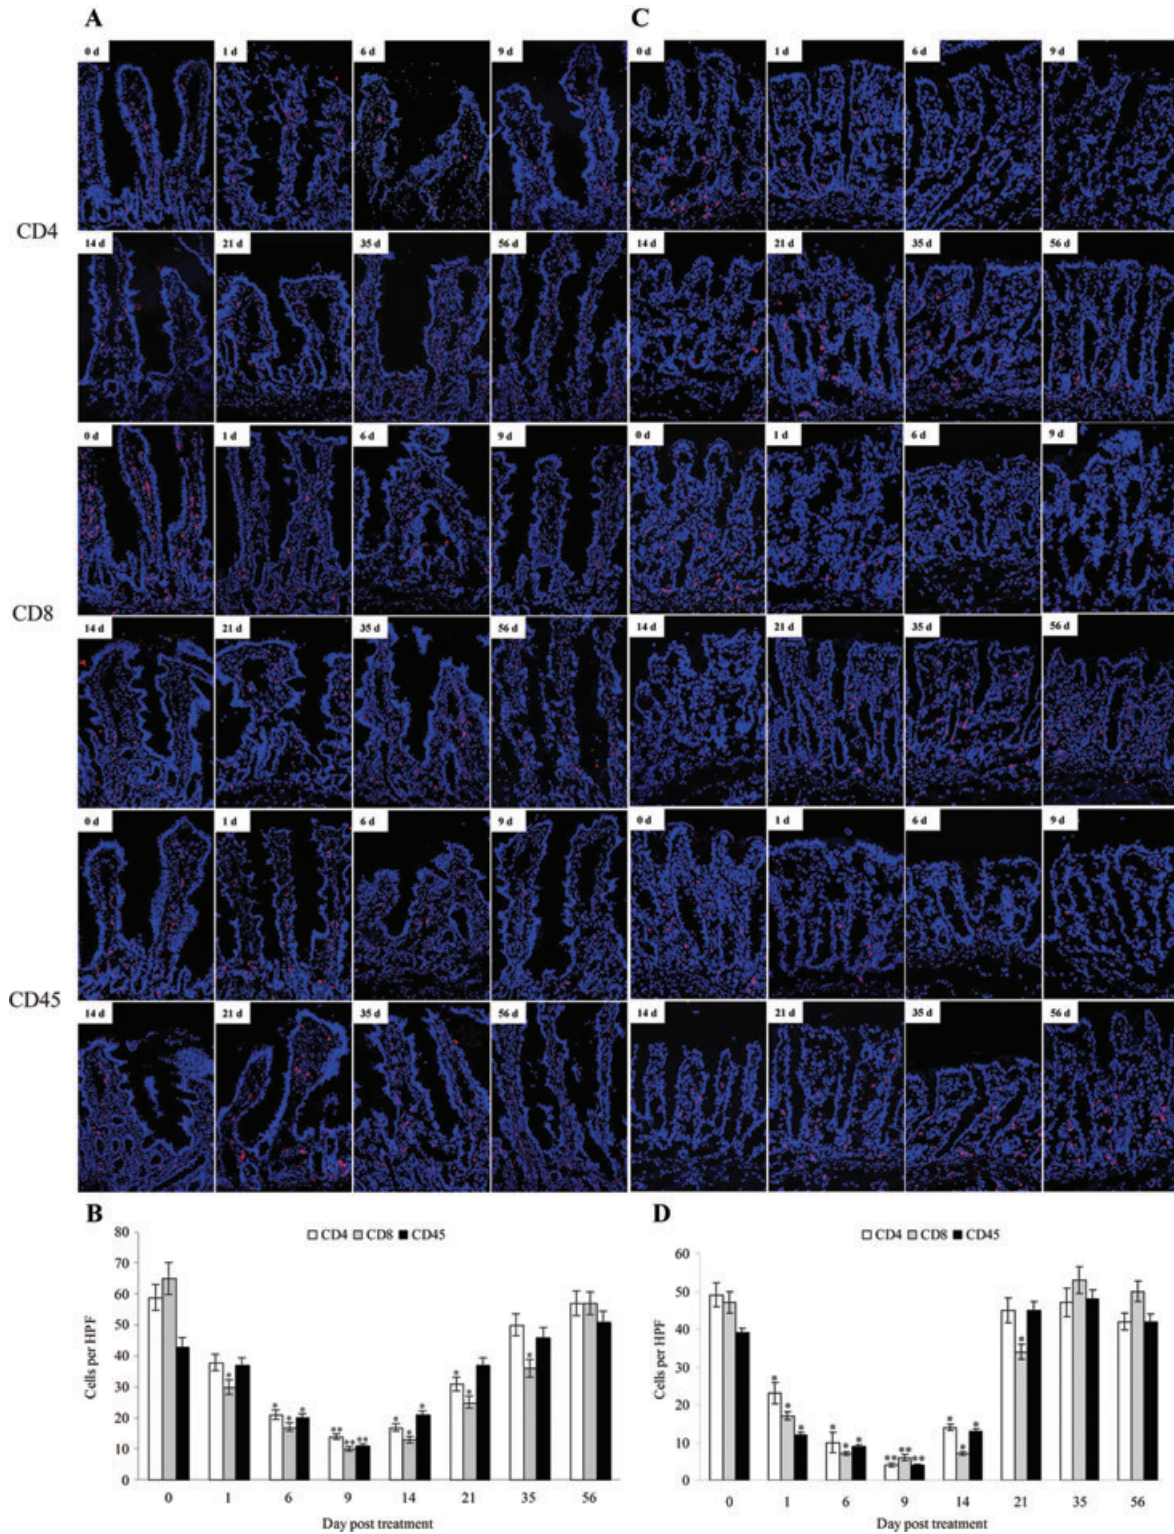 A
C
0 d 1 d 6 d 9 d 0 d 1 d 6 d 9 d
CD4
14 d 21 d 35 d 56 d 14 d 21 d 35 d 56 d
0 d 1 d 6 d 9 d 0 d 1 d 6 d 9 d
CD8
14 d 21 d 35 d 56 d 14 d 21 d 35 d 56 d
0 d 1 d 6 d 9 d 0 d 1 d 6 d 9 d
CD45
14 d 21 d 35 d 56 d 14 d 21 d 35 d 56 d
B
CD4 CD8 CD45
Cells per HPF
80
70
60
50
40
30
20
10
0
* * * * ** ** ** * * * * * *
0 1 6 9 14 21 35 56
Day post treatment
D
CD4 CD8 CD45
Cells per HPF
60
50
40
30
20
10
0
* * * * * * ** ** ** * * * *
0 1 6 9 14 21 35 56
Day post treatment